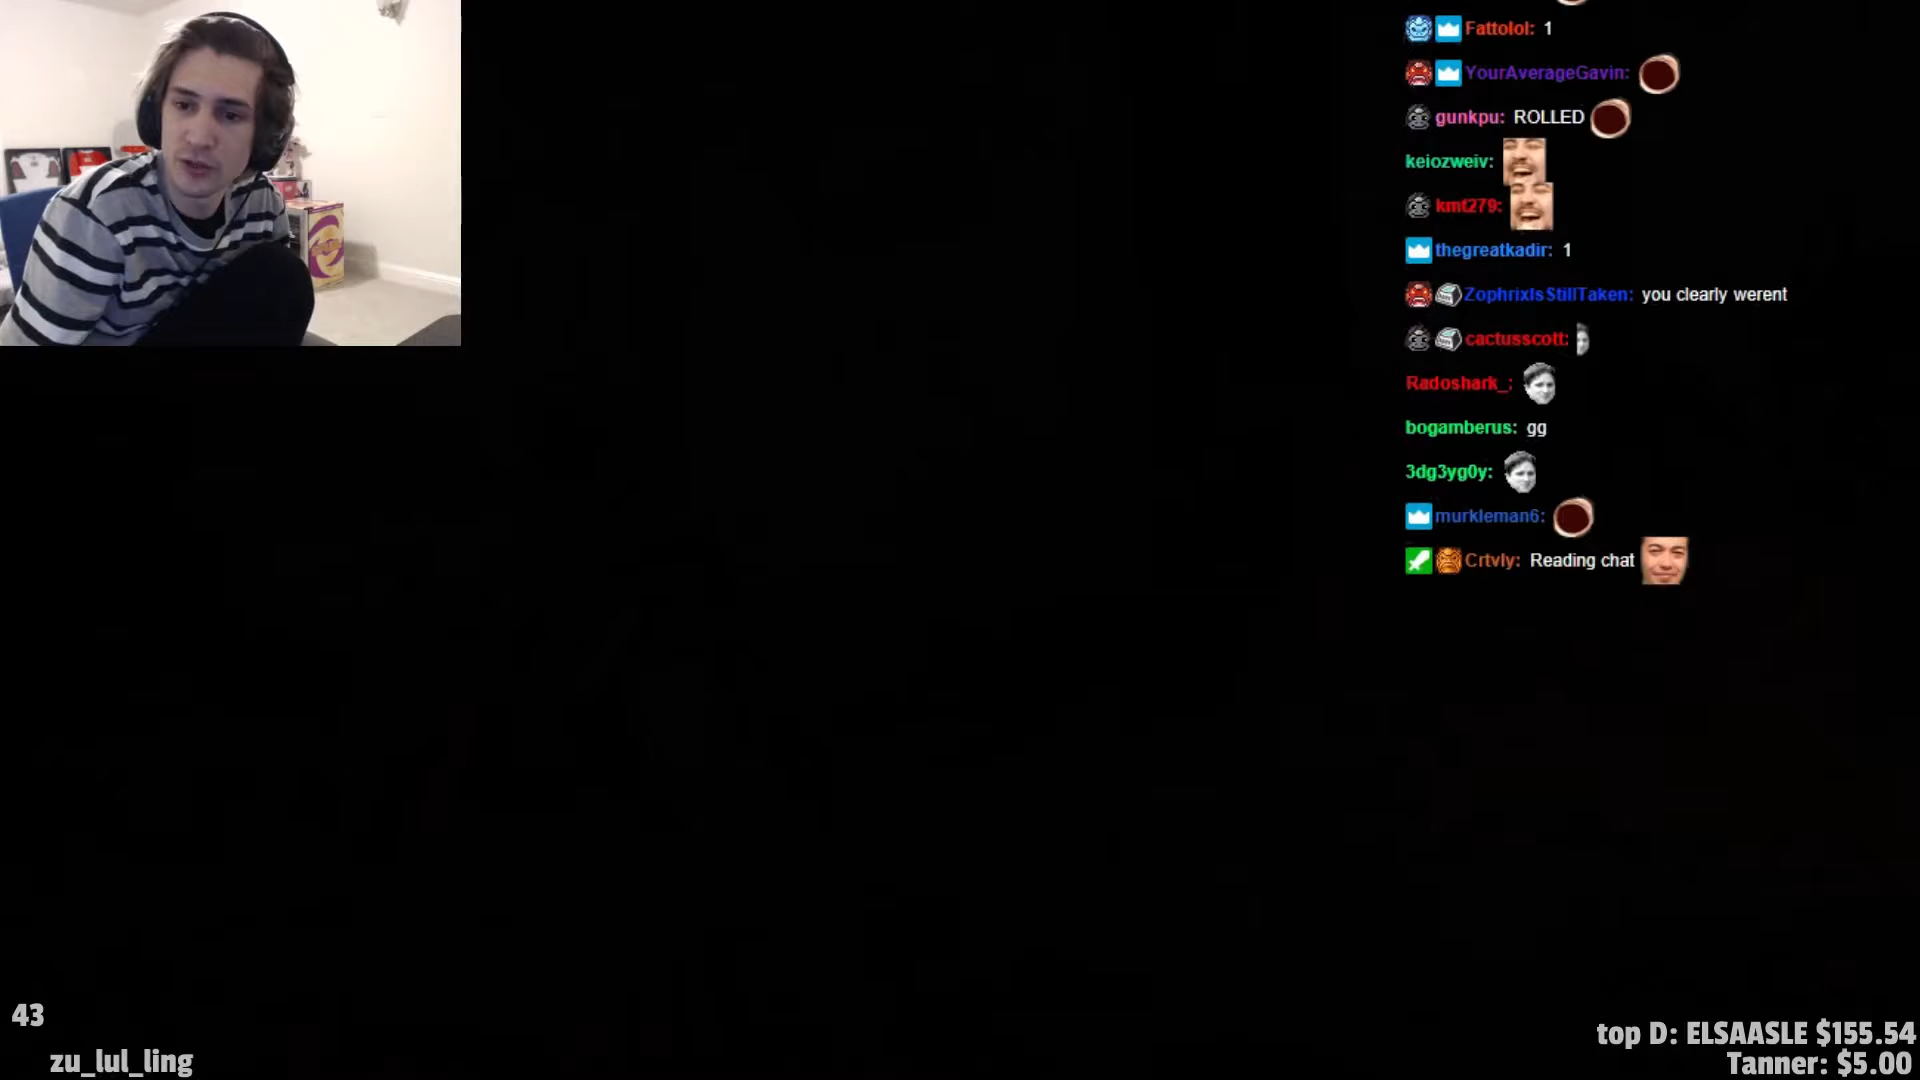 Fattolol: 1
YourAverageGavin:
gunkpu: ROLLED
keiozweiv:
kmt279:
thegreatkadir: 1
ZophrixIsStillTaken: you clearly werent
cactusscott:
Radoshark_:
bogamberus: gg
3dg3yg0y:
murkleman6:
Crtvly: Reading chat
43
zu_lul_ling
top D: ELSAASLE $155.54
Tanner: $5.00